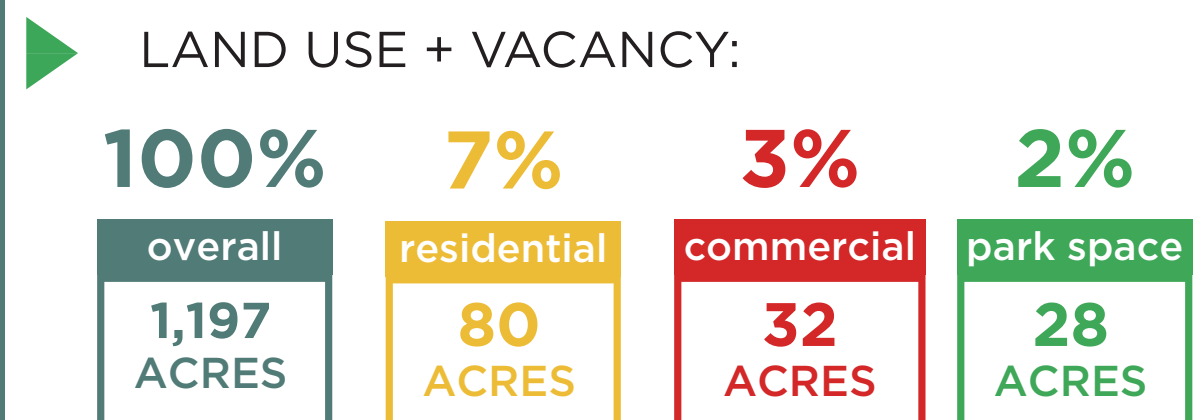 LAND USE + VACANCY:
100% 7% 3% 2%
overall residential commercial park space
1,197 80 32 28
ACRES ACRES ACRES ACRES